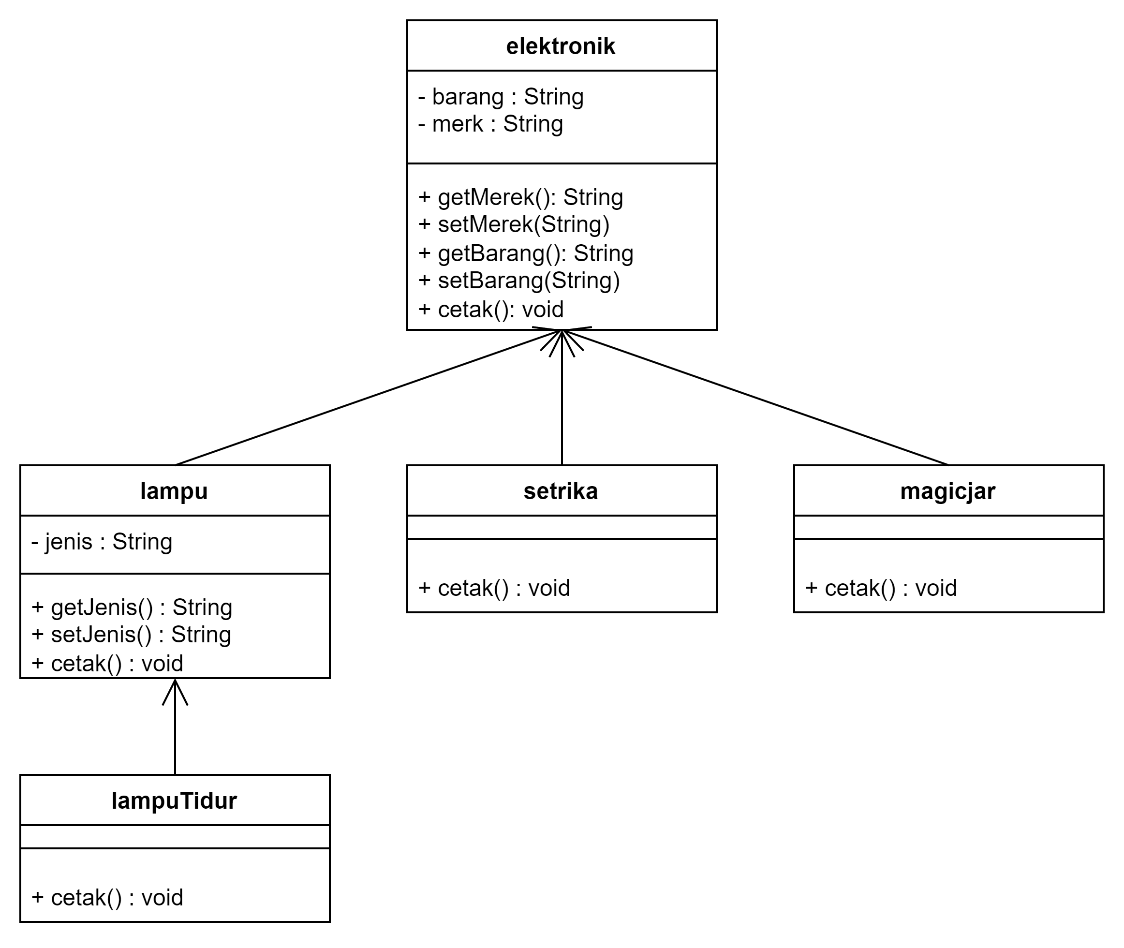 elektronik
- barang : String
- merk : String
+ getMerek(): String
+ setMerek(String)
+ getBarang(): String
+ setBarang(String)
+ cetak(): void
lampu
- jenis : String
+ getJenis() : String
+ setJenis() : String
+ cetak() : void
setrika
+ cetak() : void
magicjar
+ cetak() : void
lampuTidur
+ cetak() : void